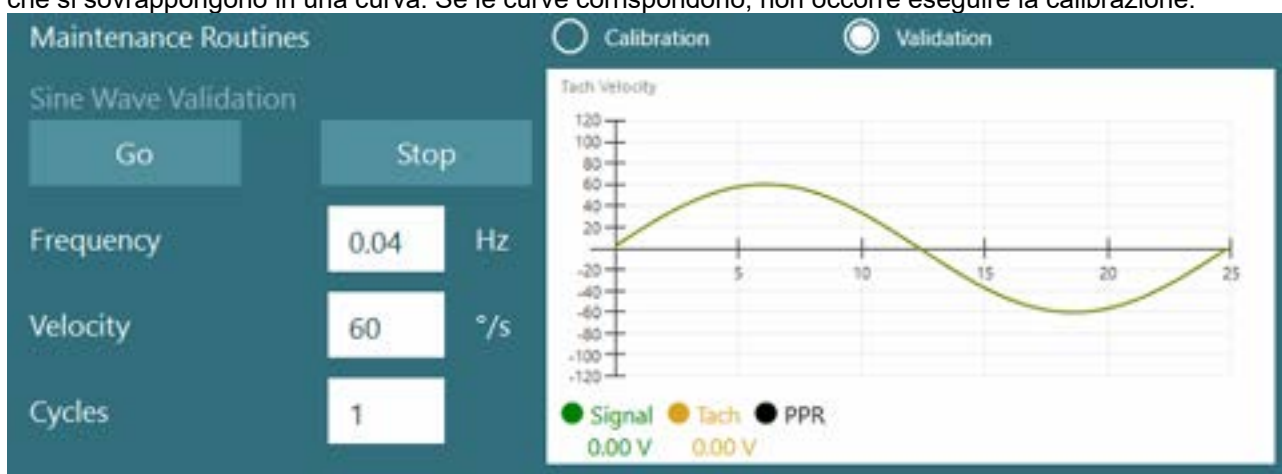 che si sovrappongono in una curva. Se le curve corrispondono, non occorre eseguire la calibrazione.
Maintenance Routines
Calibration
Validation
Sine Wave Validation
Go
Stop
Frequency
0.04
Hz
Velocity
60
°/s
Cycles
1
Tach Velocity
120
100
80
60
40
20
-20
-40
-60
-80
-100
-120
5
10
15
20
25
Signal
Tach
PPR
0.00 V
0.00 V